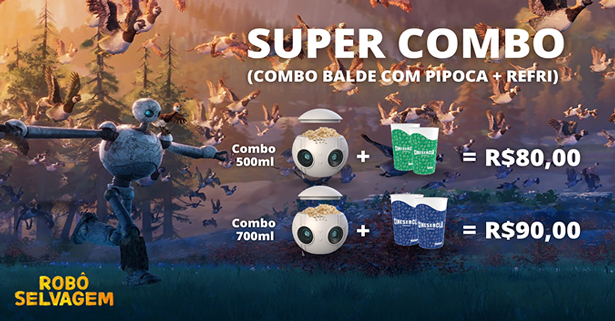 SUPER COMBO
(COMBO BALDE COM PIPOCA + REFRI)
Combo
500ml
+
= R$80,00
Combo
700ml
+
= R$90,00
ROBÔ
SELVAGEM